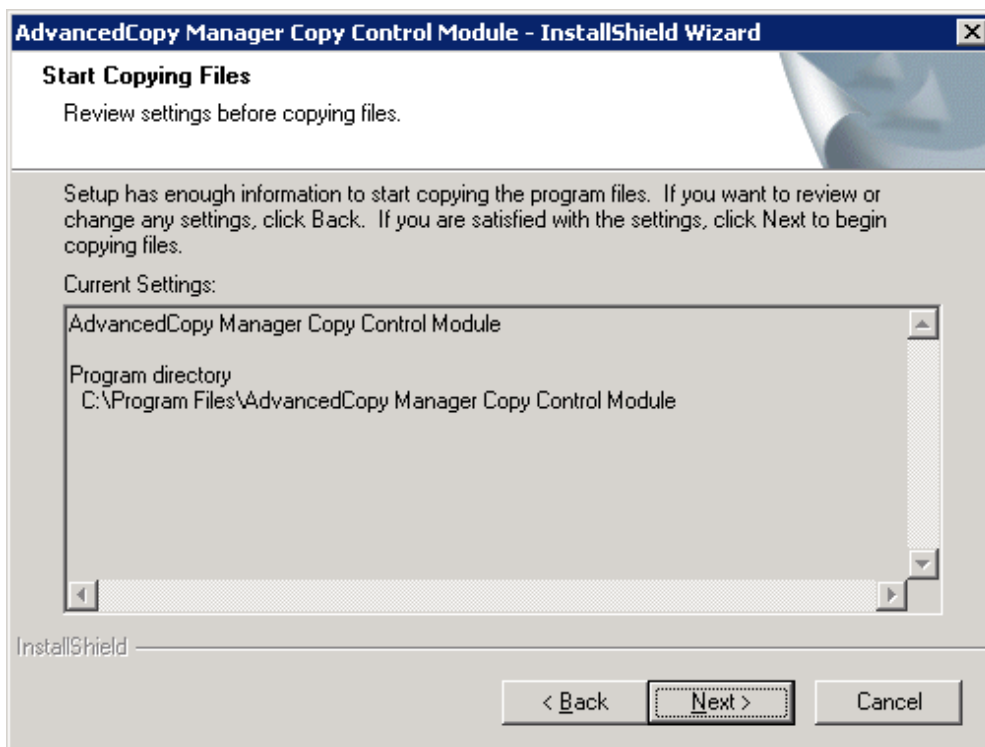 AdvancedCopy Manager Copy Control Module - InstallShield Wizard
Start Copying Files
Review settings before copying files.
Setup has enough information to start copying the program files.  If you want to review or
change any settings, click Back.  If you are satisfied with the settings, click Next to begin
copying files.
Current Settings:
AdvancedCopy Manager Copy Control Module
Program directory
C:\Program Files\AdvancedCopy Manager Copy Control Module
InstallShield
< Back
Next >
Cancel